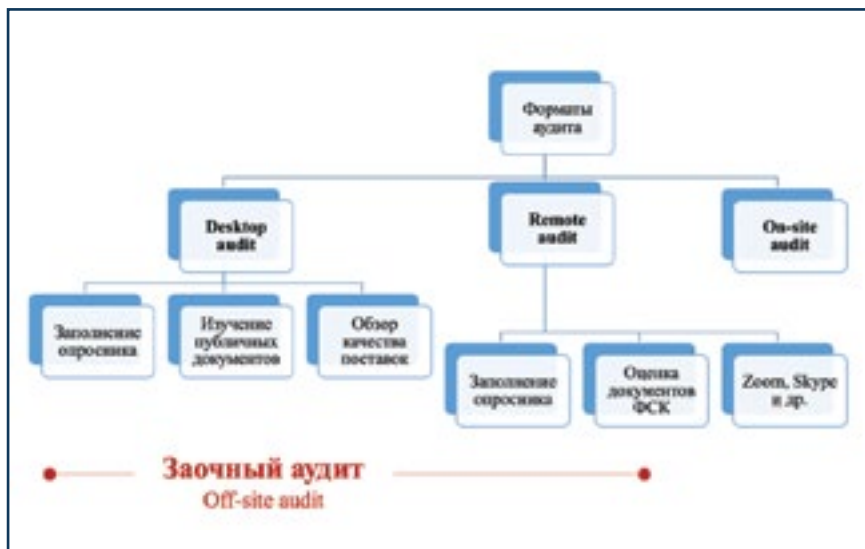 Форматы
аудита
Desktop
audit
Remote
audit
On-site
audit
Заполнение
опросника
Изучение
публичных
документов
Обзор
качества
поставок
Заполнение
опросника
Оценка
документов
ФСК
Zoom, Skype
и др.
Заочный аудит
Off-site audit